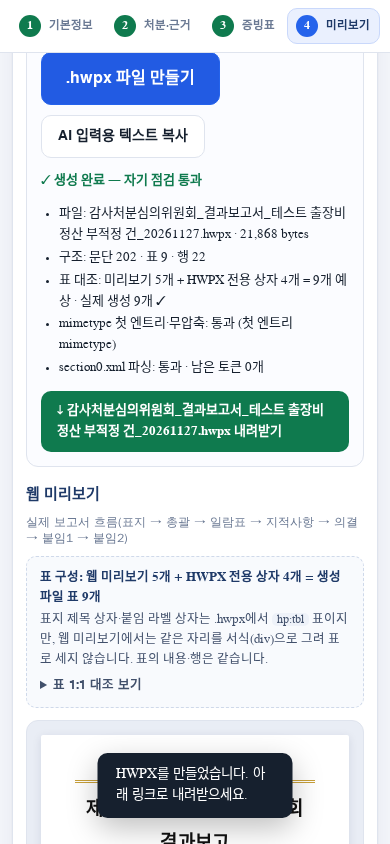 1 기본정보 2 처분·근거 3 증빙표 4 미리보기
.hwpx 파일 만들기
AI 입력용 텍스트 복사
✓ 생성 완료 — 자기 점검 통과
• 파일: 감사처분심의위원회_결과보고서_테스트 출장비
정산 부적정 건_20261127.hwpx · 21,868 bytes
• 구조: 문단 202 · 표 9 · 행 22
• 표 대조: 미리보기 5개 + HWPX 전용 상자 4개 = 9개 예
상 · 실제 생성 9개 ✓
• mimetype 첫 엔트리·무압축: 통과 (첫 엔트리
mimetype)
• section0.xml 파싱: 통과 · 남은 토큰 0개
↓ 감사처분심의위원회_결과보고서_테스트 출장비
정산 부적정 건_20261127.hwpx 내려받기
웹 미리보기
실제 보고서 흐름(표지 → 총괄 → 일람표 → 지적사항 → 의결
→ 붙임1 → 붙임2)
표 구성: 웹 미리보기 5개 + HWPX 전용 상자 4개 = 생성
파일 표 9개
표지 제목 상자·붙임 라벨 상자는 .hwpx에서 hp:tbl 표이지
만, 웹 미리보기에서는 같은 자리를 서식(div)으로 그려 표
로 세지 않습니다. 표의 내용·행은 같습니다.
▶ 표 1:1 대조 보기
HWPX를 만들었습니다. 아
래 링크로 내려받으세요.
제 회
결과보고